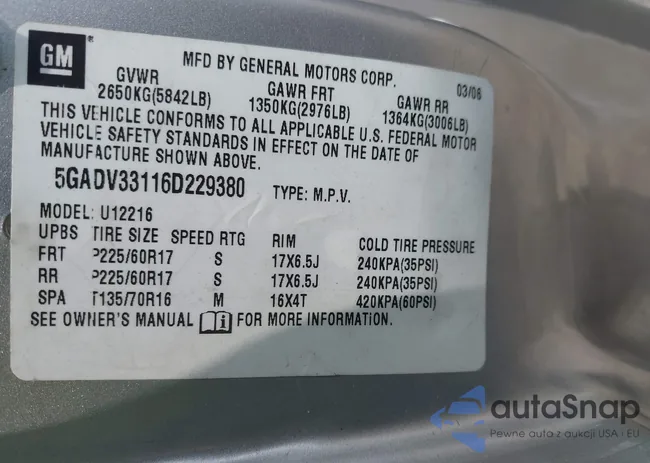 GM
MFD BY GENERAL MOTORS CORP.
03/06
GVWR GAWR FRT GAWR RR
2650KG(5842LB) 1350KG(2976LB) 1364KG(3006LB)
THIS VEHICLE CONFORMS TO ALL APPLICABLE U.S. FEDERAL MOTOR
VEHICLE SAFETY STANDARDS IN EFFECT ON THE DATE OF
MANUFACTURE SHOWN ABOVE.
5GADV33116D229380 TYPE: M.P.V.
MODEL: U12216
UPBS TIRE SIZE SPEED RTG RIM COLD TIRE PRESSURE
FRT P225/60R17 S 17X6.5J 240KPA(35PSI)
RR P225/60R17 S 17X6.5J 240KPA(35PSI)
SPA T135/70R16 M 16X4T 420KPA(60PSI)
SEE OWNER'S MANUAL FOR MORE INFORMATION.
autaSnap
Pewne auta z aukcji USA i EU